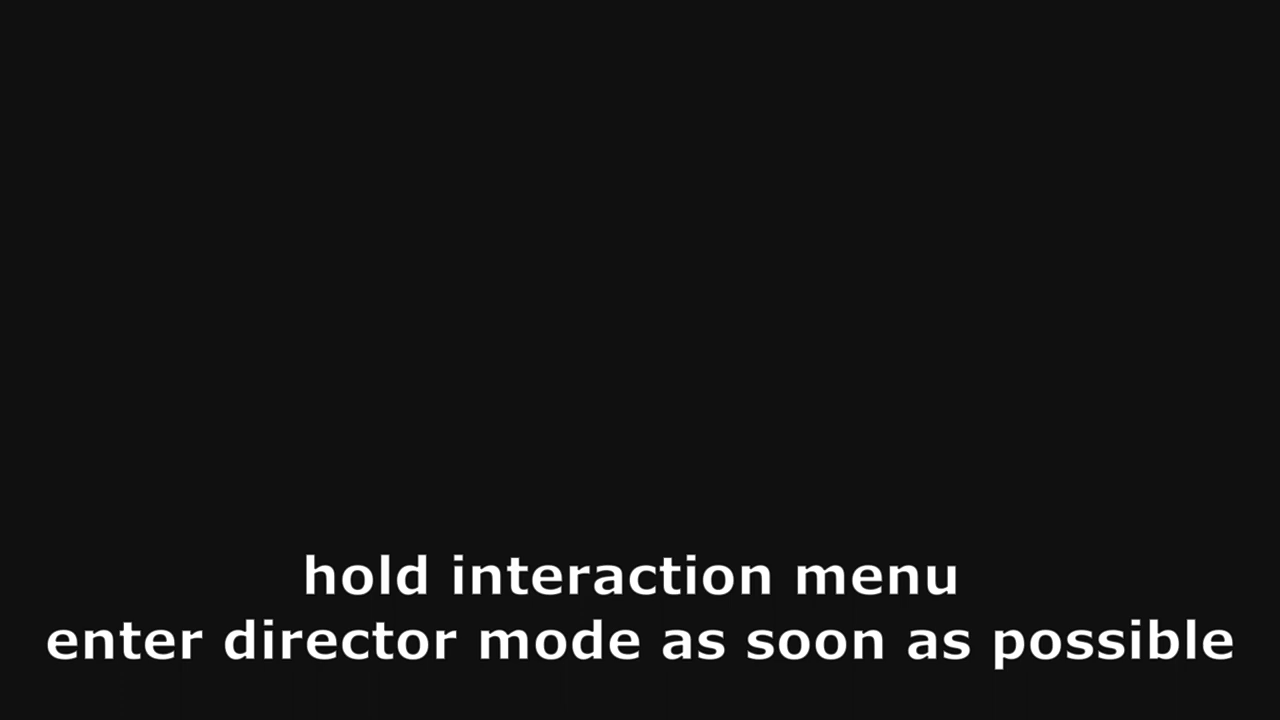 hold interaction menu
enter director mode as soon as possible